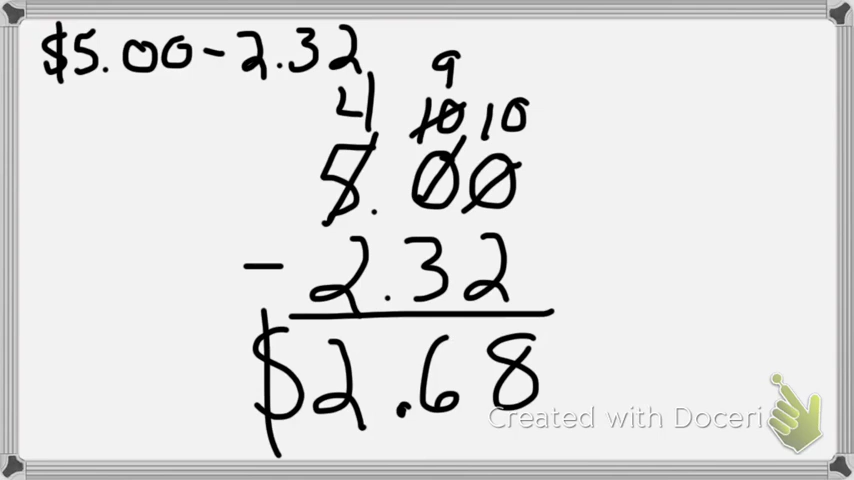 $5.00-2.32
9
4 10 10
5.00
- 2.32
$2.68
Created with Doceri